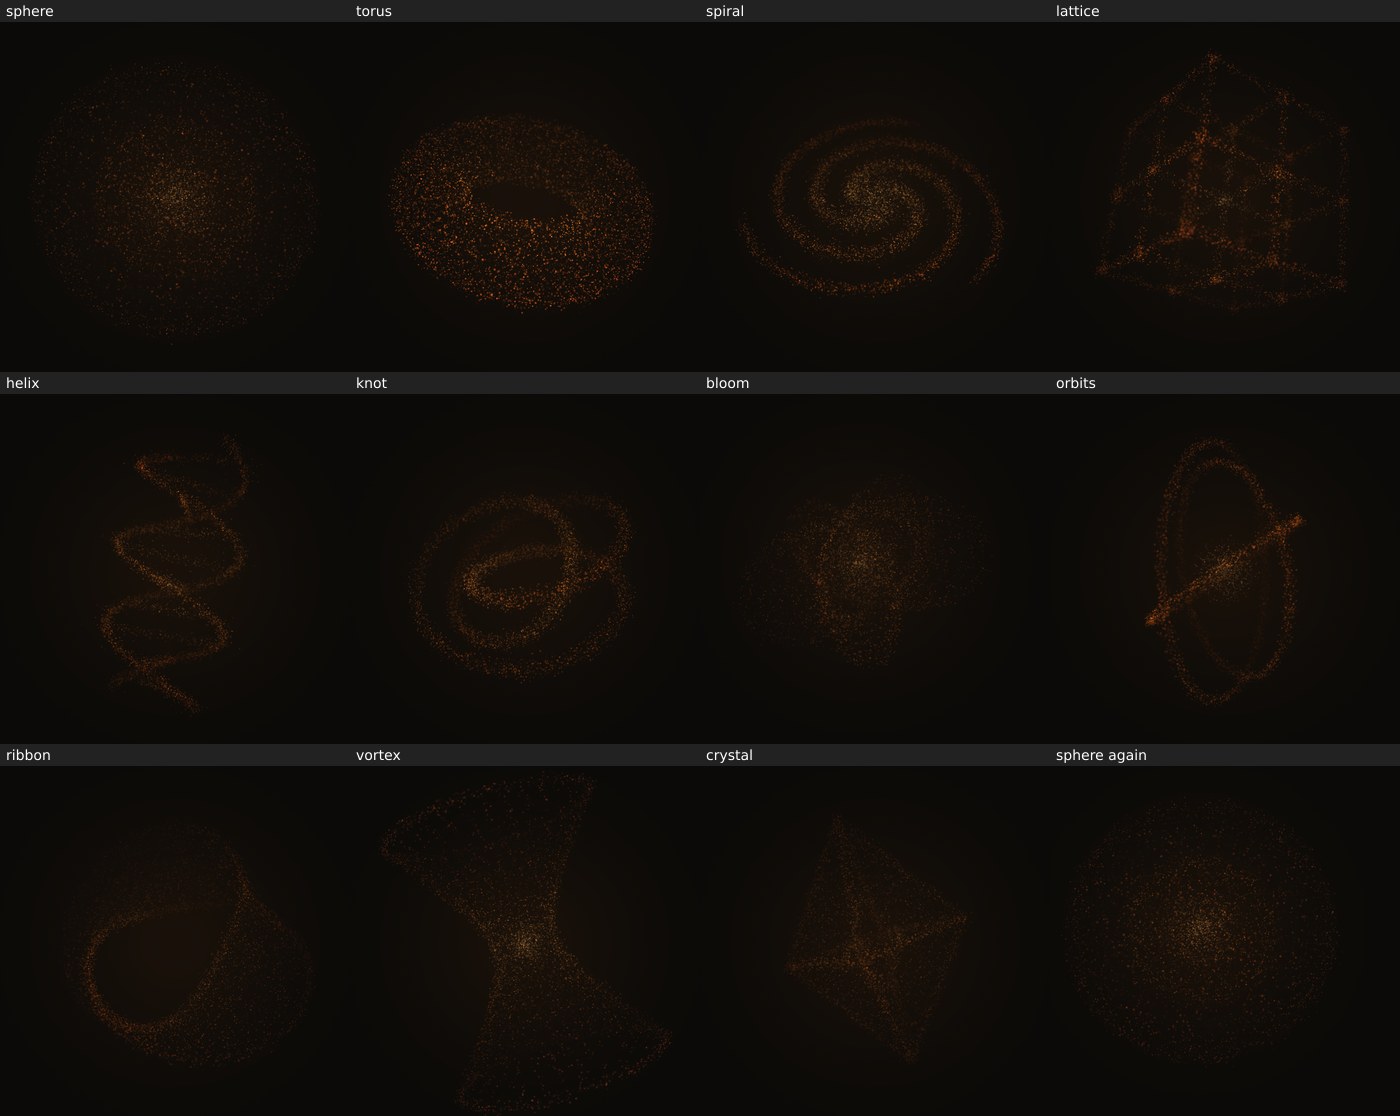 sphere
torus
spiral
lattice
helix
knot
bloom
orbits
ribbon
vortex
crystal
sphere again